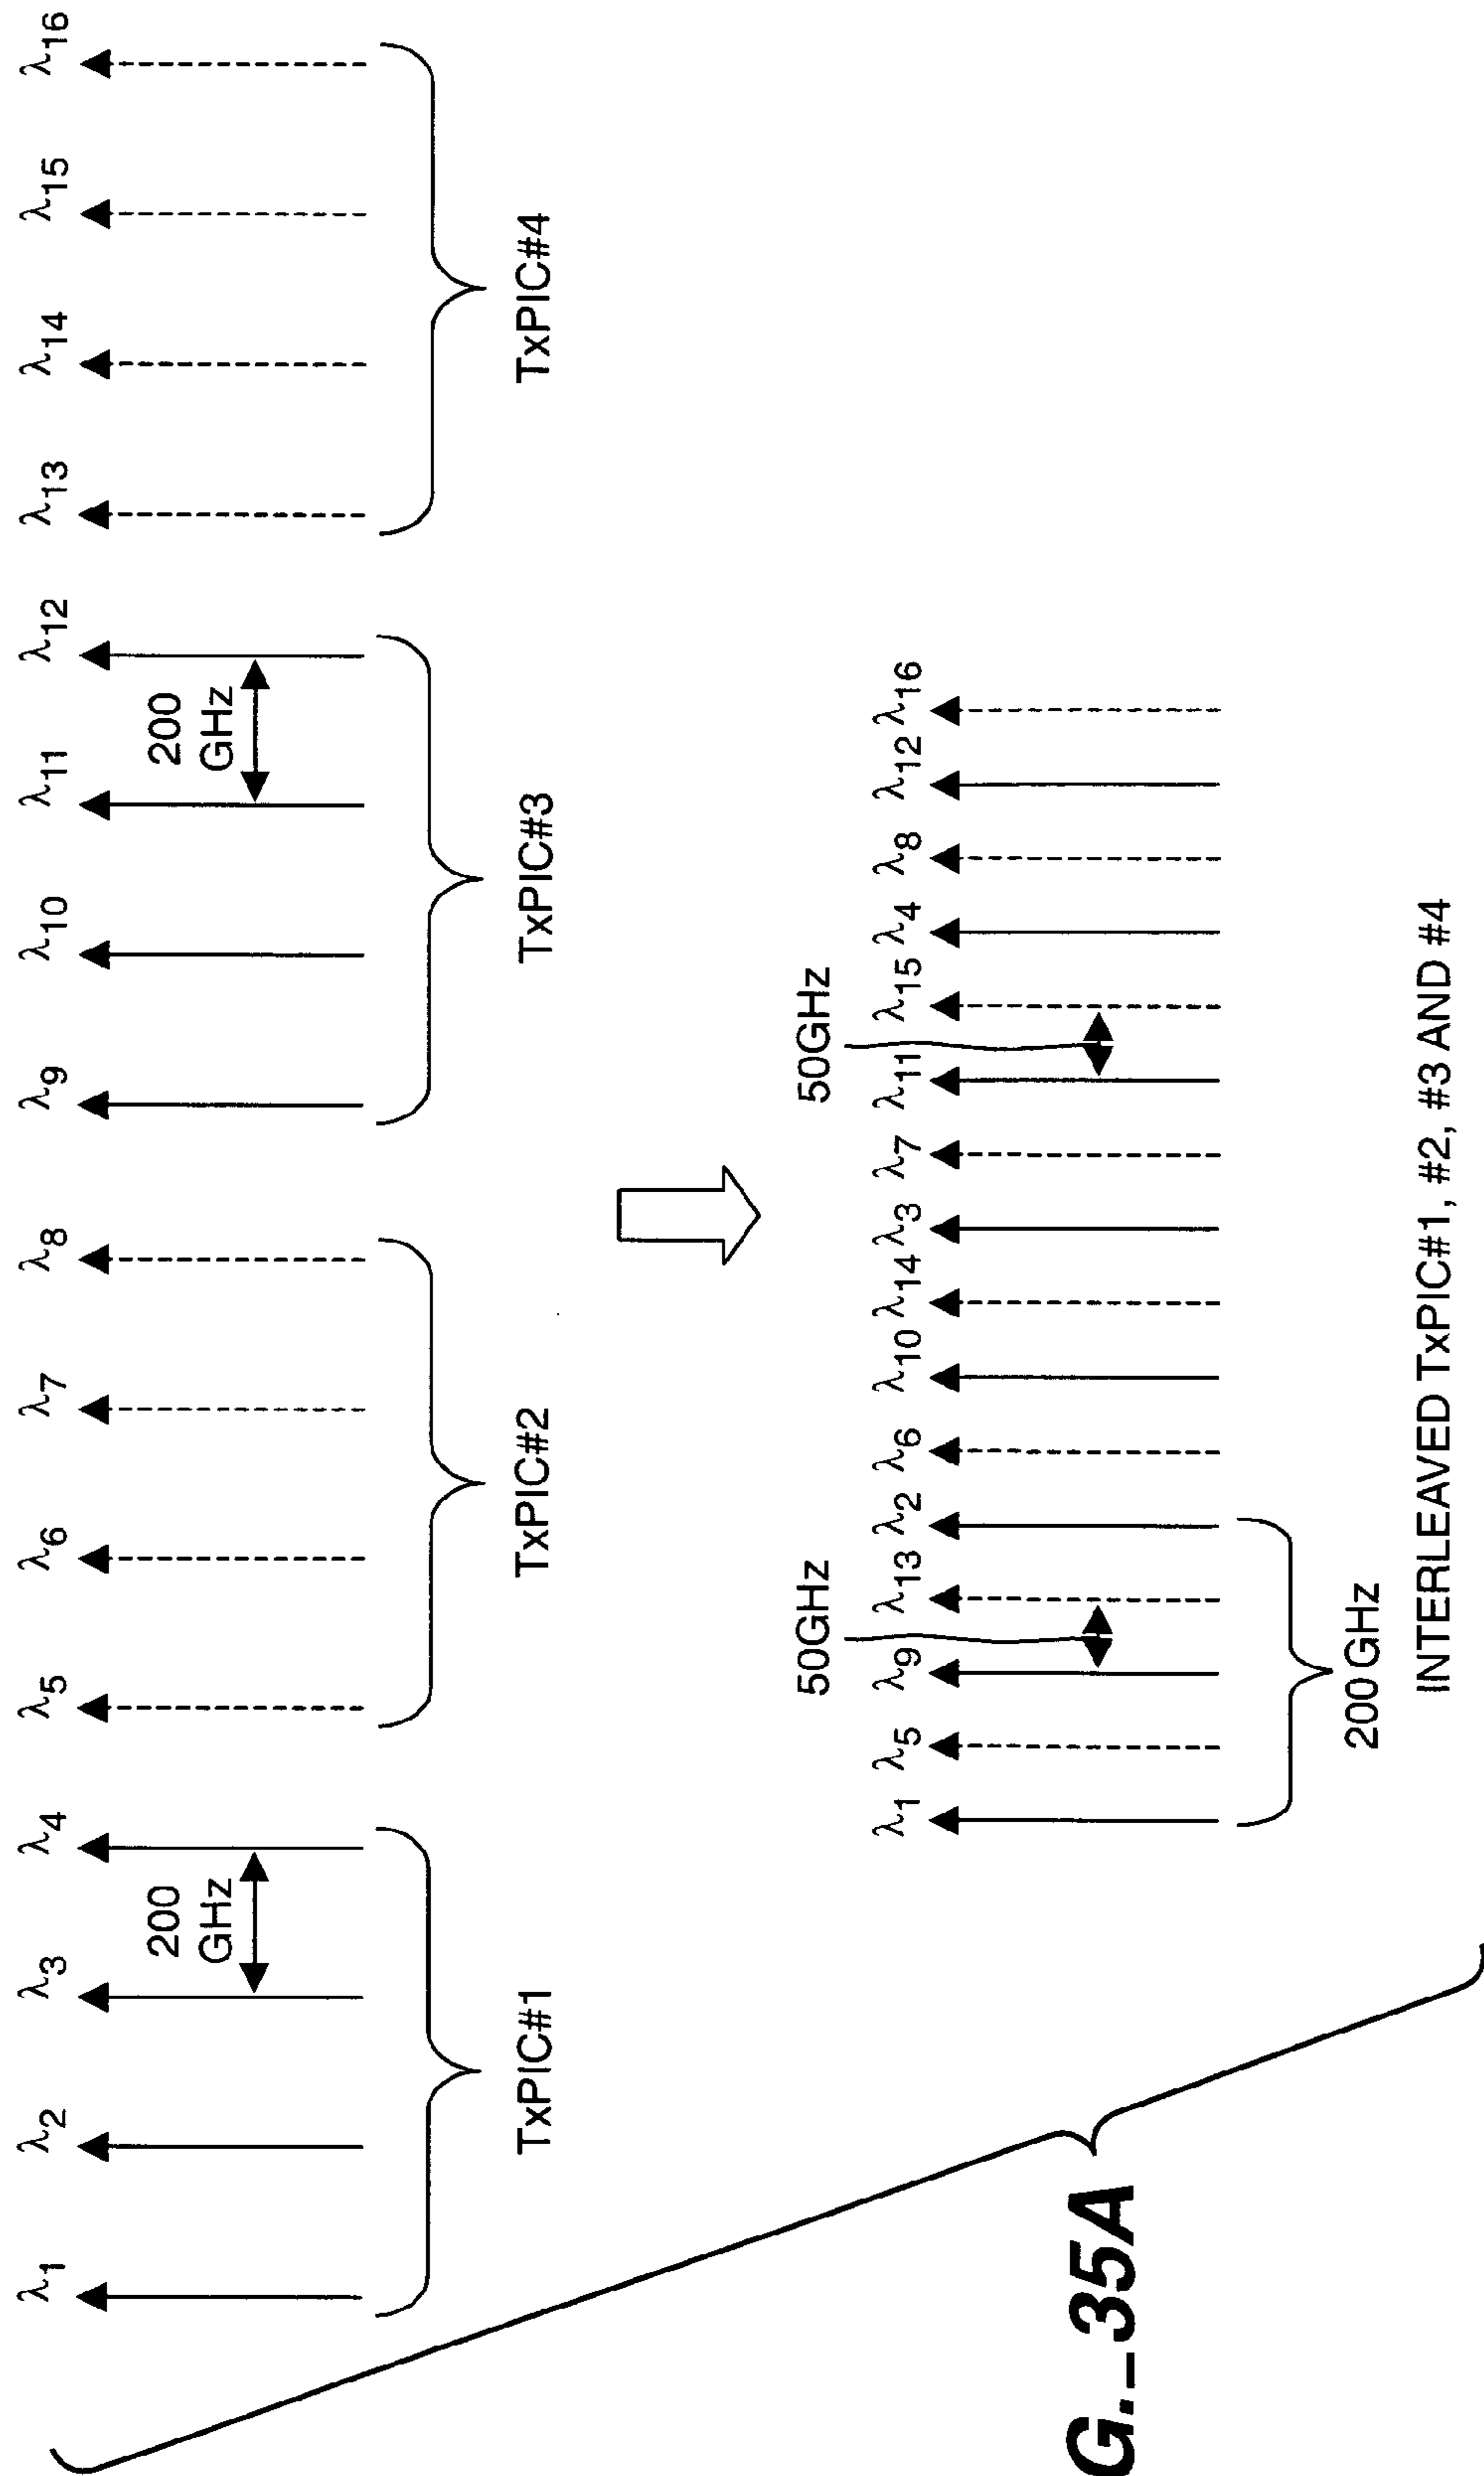 λ1 λ2 λ3 λ4 λ5 λ6 λ7 λ8 λ9 λ10 λ11 λ12 λ13 λ14 λ15 λ16
200 GHz
200 GHz
TxPIC#1 TxPIC#2 TxPIC#3 TxPIC#4
50GHz 50GHz
λ1 λ5 λ9 λ13 λ2 λ6 λ10 λ14 λ3 λ7 λ11 λ15 λ4 λ8 λ12 λ16
200 GHz
INTERLEAVED TxPIC#1, #2, #3 AND #4
G._35A